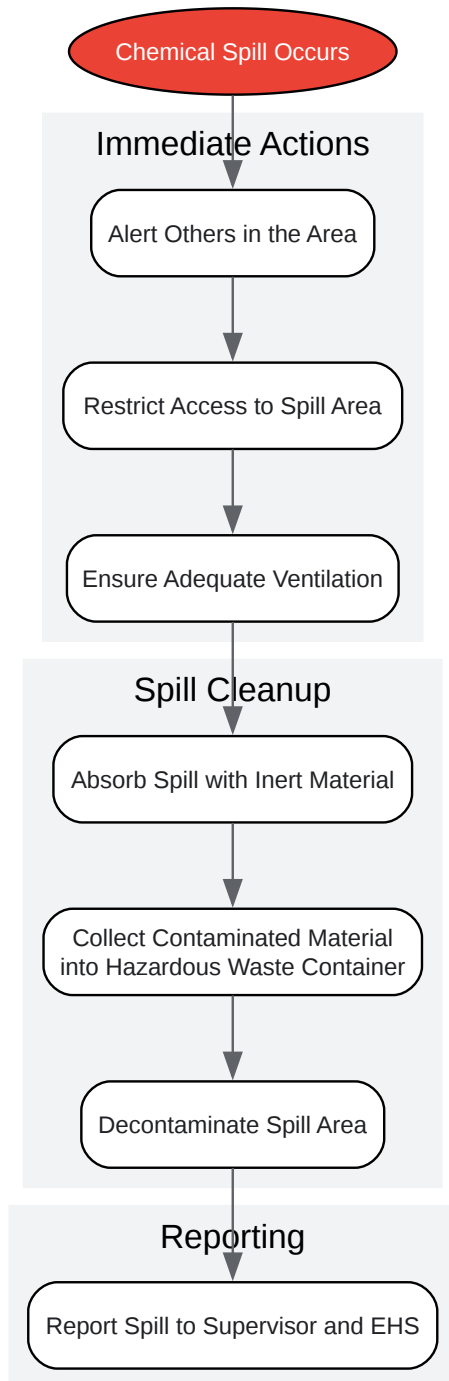 Chemical Spill Occurs
Immediate Actions
Alert Others in the Area
Restrict Access to Spill Area
Ensure Adequate Ventilation
Spill Cleanup
Absorb Spill with Inert Material
Collect Contaminated Material
into Hazardous Waste Container
Decontaminate Spill Area
Reporting
Report Spill to Supervisor and EHS